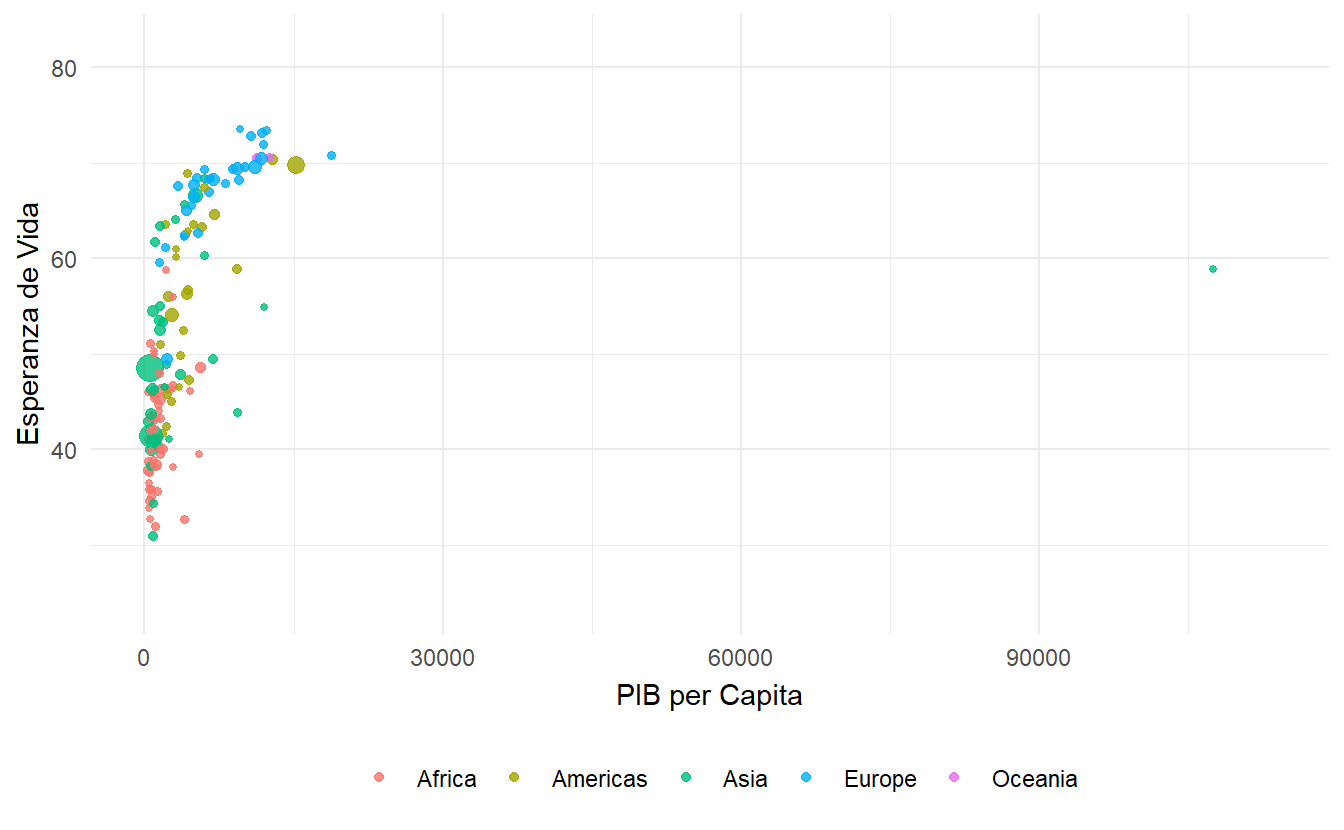 80
60
40
Esperanza de Vida
0 30000 60000 90000
PIB per Capita
Africa Americas Asia Europe Oceania